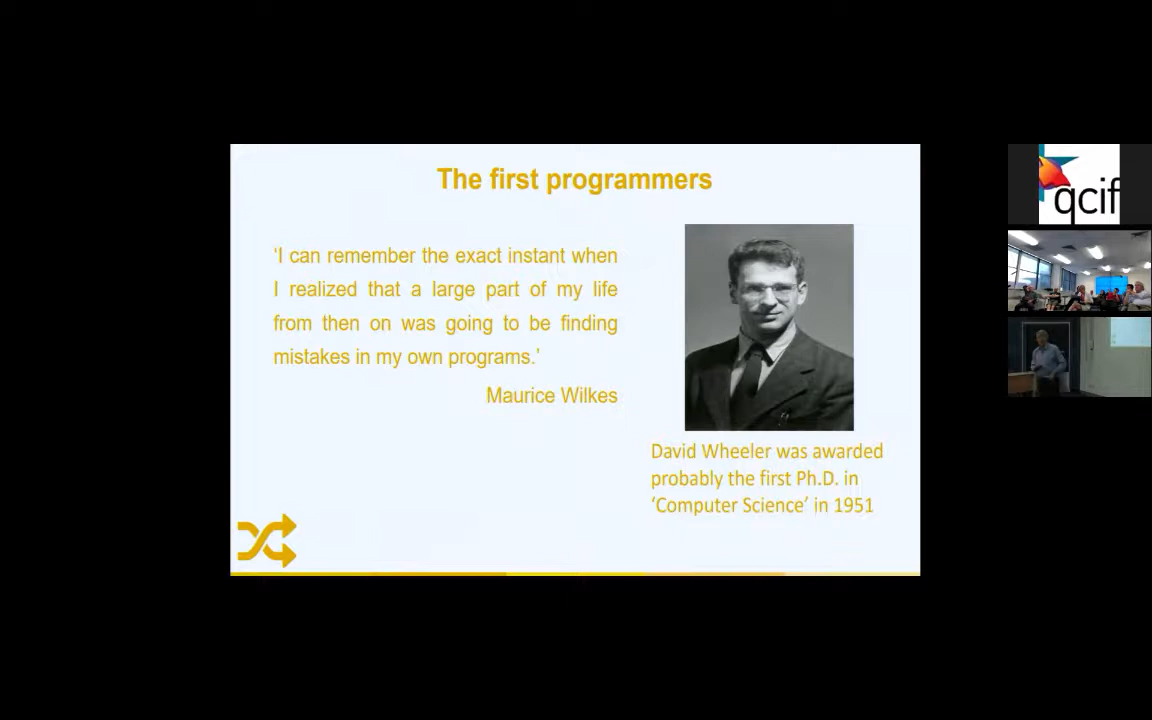 The first programmers
‘I can remember the exact instant when
I realized that a large part of my life
from then on was going to be finding
mistakes in my own programs.’
Maurice Wilkes
David Wheeler was awarded
probably the first Ph.D. in
‘Computer Science’ in 1951
qcif